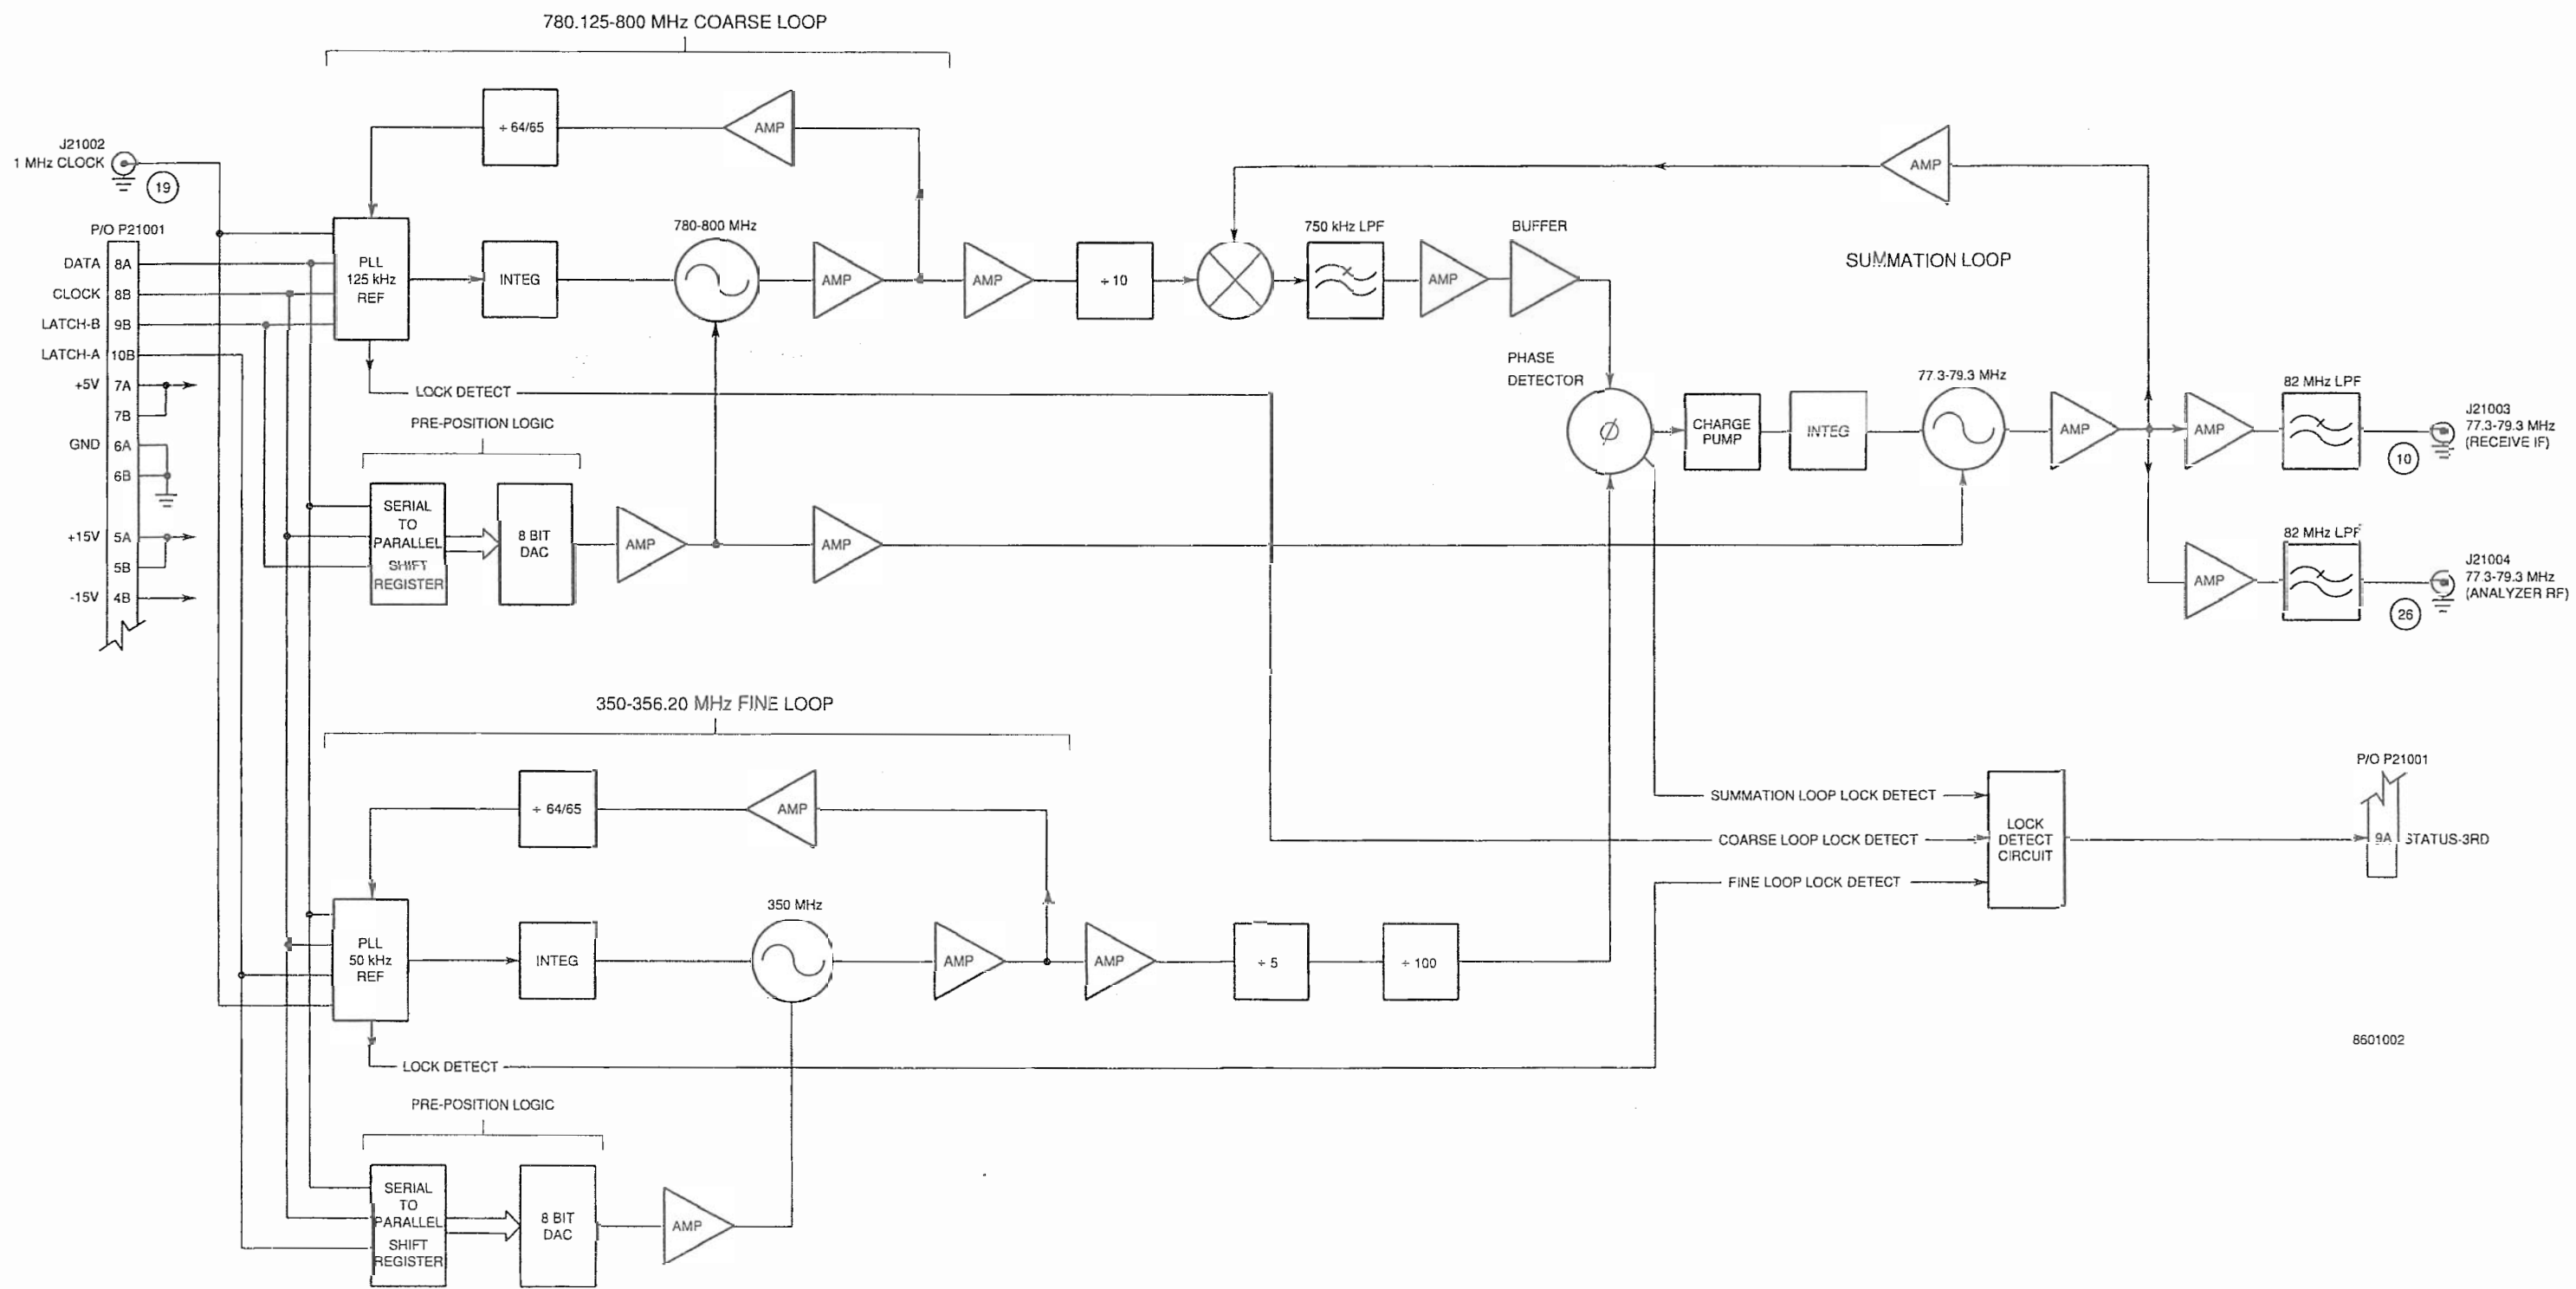 780.125-800 MHz COARSE LOOP
÷ 64/65
AMP
J21002
1 MHz CLOCK
19
AMP
P/O P21001
DATA 8A
CLOCK 8B
LATCH-B 9B
LATCH-A 10B
+5V 7A
7B
GND 6A
6B
+15V 5A
5B
-15V 4B
PLL
125 kHz
REF
INTEG
780-800 MHz
AMP
AMP
÷ 10
750 kHz LPF
AMP
BUFFER
SUMMATION LOOP
LOCK DETECT
PRE-POSITION LOGIC
SERIAL
TO
PARALLEL
SHIFT
REGISTER
8 BIT
DAC
AMP
AMP
PHASE
DETECTOR
Ø
CHARGE
PUMP
INTEG
77.3-79.3 MHz
AMP
AMP
82 MHz LPF
10
J21003
77.3-79.3 MHz
(RECEIVE IF)
AMP
82 MHz LPF
26
J21004
77.3-79.3 MHz
(ANALYZER RF)
350-356.20 MHz FINE LOOP
÷ 64/65
AMP
PLL
50 kHz
REF
INTEG
350 MHz
AMP
AMP
÷ 5
÷ 100
SUMMATION LOOP LOCK DETECT
COARSE LOOP LOCK DETECT
FINE LOOP LOCK DETECT
LOCK
DETECT
CIRCUIT
P/O P21001
9A STATUS-3RD
LOCK DETECT
8601002
PRE-POSITION LOGIC
SERIAL
TO
PARALLEL
SHIFT
REGISTER
8 BIT
DAC
AMP